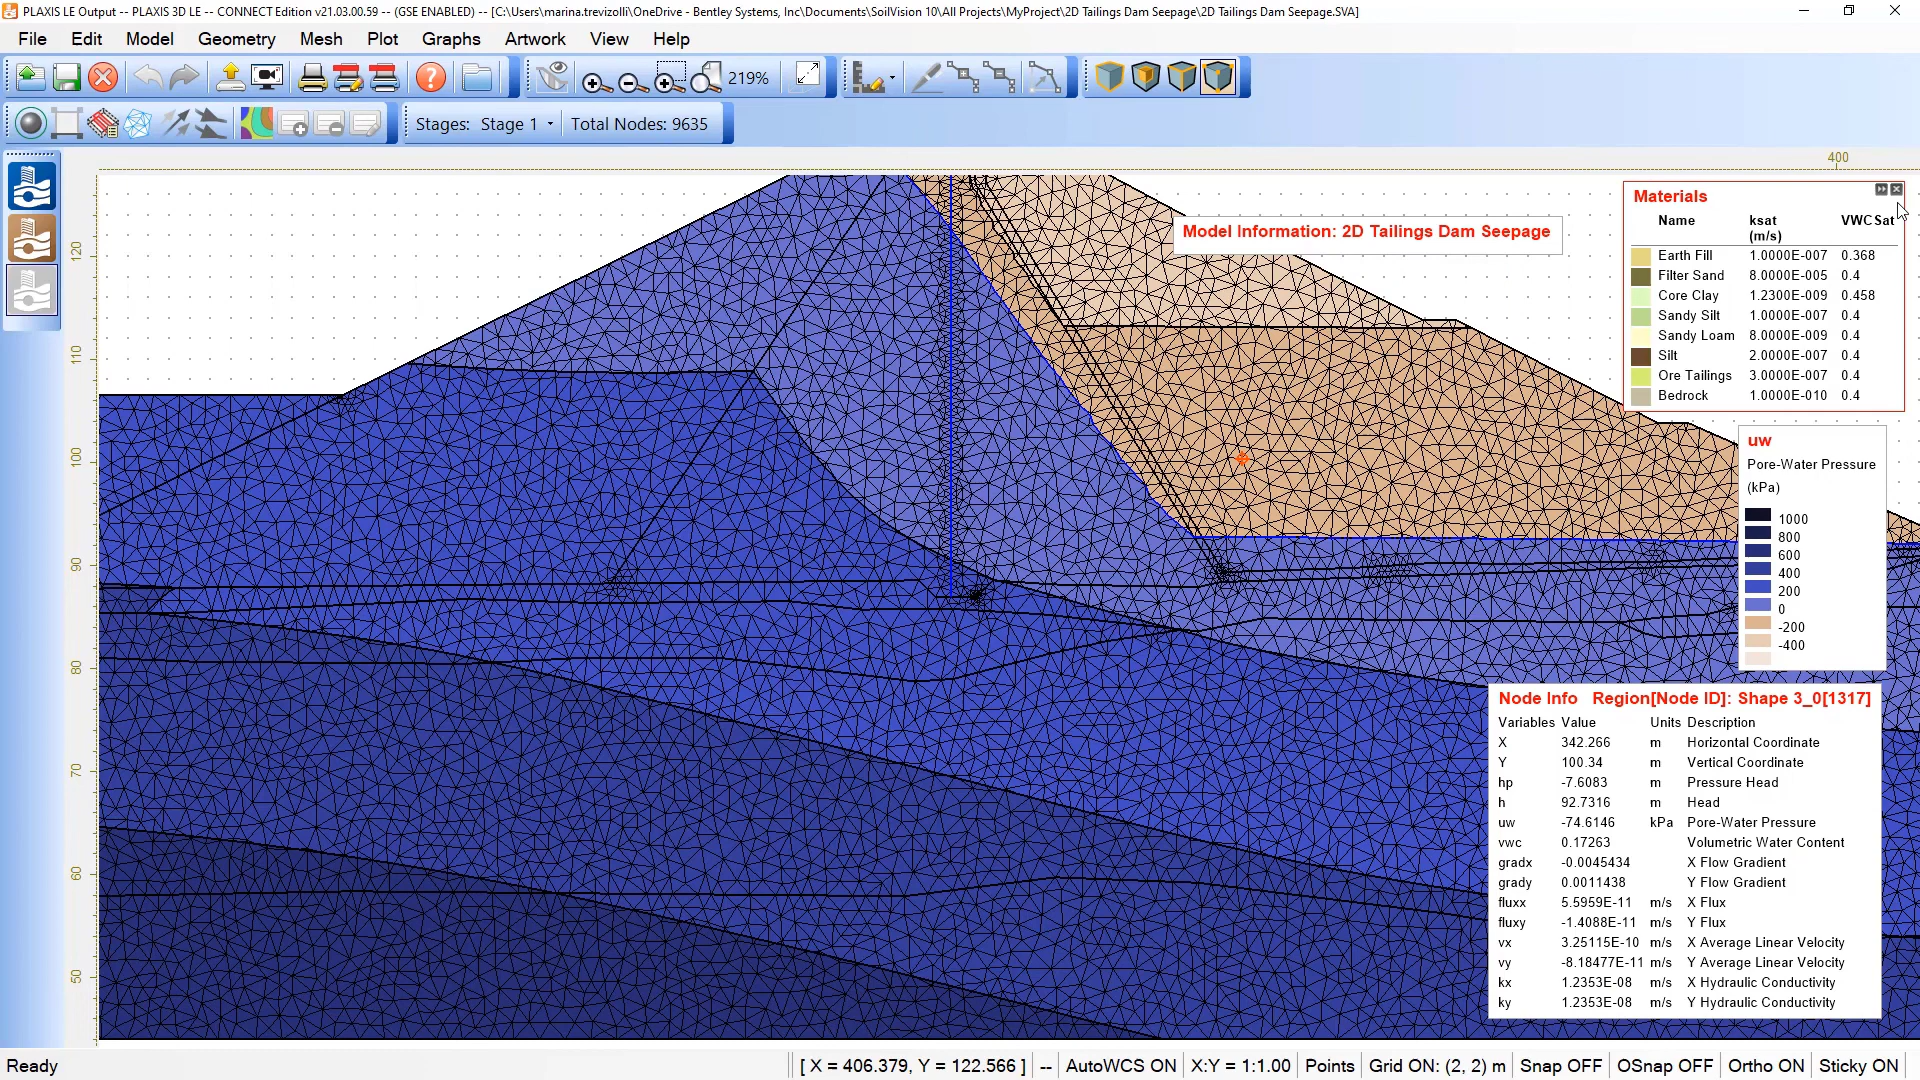 PLAXIS LE Output -- PLAXIS 3D LE -- CONNECT Edition v21.03.00.59 -- (GSE ENABLED) -- [C:\Users\marina.trevizolli\OneDrive - Bentley Systems, Inc\Documents\SoilVision 10\All Projects\MyProject\2D Tailings Dam Seepage\2D Tailings Dam Seepage.SVA]
File Edit Model Geometry Mesh Plot Graphs Artwork View Help
219%
Stages: Stage 1 Total Nodes: 9635
400
120
110
100
90
80
70
60
50
Model Information: 2D Tailings Dam Seepage
Materials
Name ksat VWCSat
(m/s)
Earth Fill 1.0000E-007 0.368
Filter Sand 8.0000E-005 0.4
Core Clay 1.2300E-009 0.458
Sandy Silt 1.0000E-007 0.4
Sandy Loam 8.0000E-009 0.4
Silt 2.0000E-007 0.4
Ore Tailings 3.0000E-007 0.4
Bedrock 1.0000E-010 0.4
uw
Pore-Water Pressure
(kPa)
1000
800
600
400
200
0
-200
-400
Node Info Region[Node ID]: Shape 3_0[1317]
Variables Value Units Description
X 342.266 m Horizontal Coordinate
Y 100.34 m Vertical Coordinate
hp -7.6083 m Pressure Head
h 92.7316 m Head
uw -74.6146 kPa Pore-Water Pressure
vwc 0.17263 Volumetric Water Content
gradx -0.0045434 X Flow Gradient
grady 0.0011438 Y Flow Gradient
fluxx 5.5959E-11 m/s X Flux
fluxy -1.4088E-11 m/s Y Flux
vx 3.25115E-10 m/s X Average Linear Velocity
vy -8.18477E-11 m/s Y Average Linear Velocity
kx 1.2353E-08 m/s X Hydraulic Conductivity
ky 1.2353E-08 m/s Y Hydraulic Conductivity
Ready [ X = 406.379, Y = 122.566 ] -- AutoWCS ON X:Y = 1:1.00 Points Grid ON: (2, 2) m Snap OFF OSnap OFF Ortho ON Sticky ON